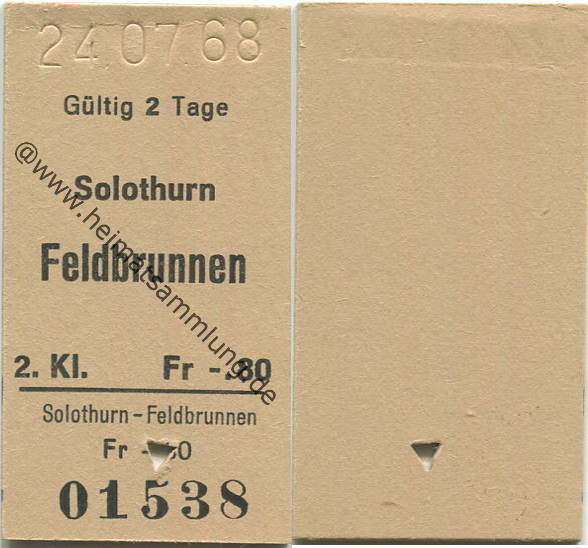 24.07.68
Gültig 2 Tage
Solothurn
Feldbrunnen
2. Kl. Fr -.80
Solothurn-Feldbrunnen
Fr
01538
@www.heimatsammlung.de